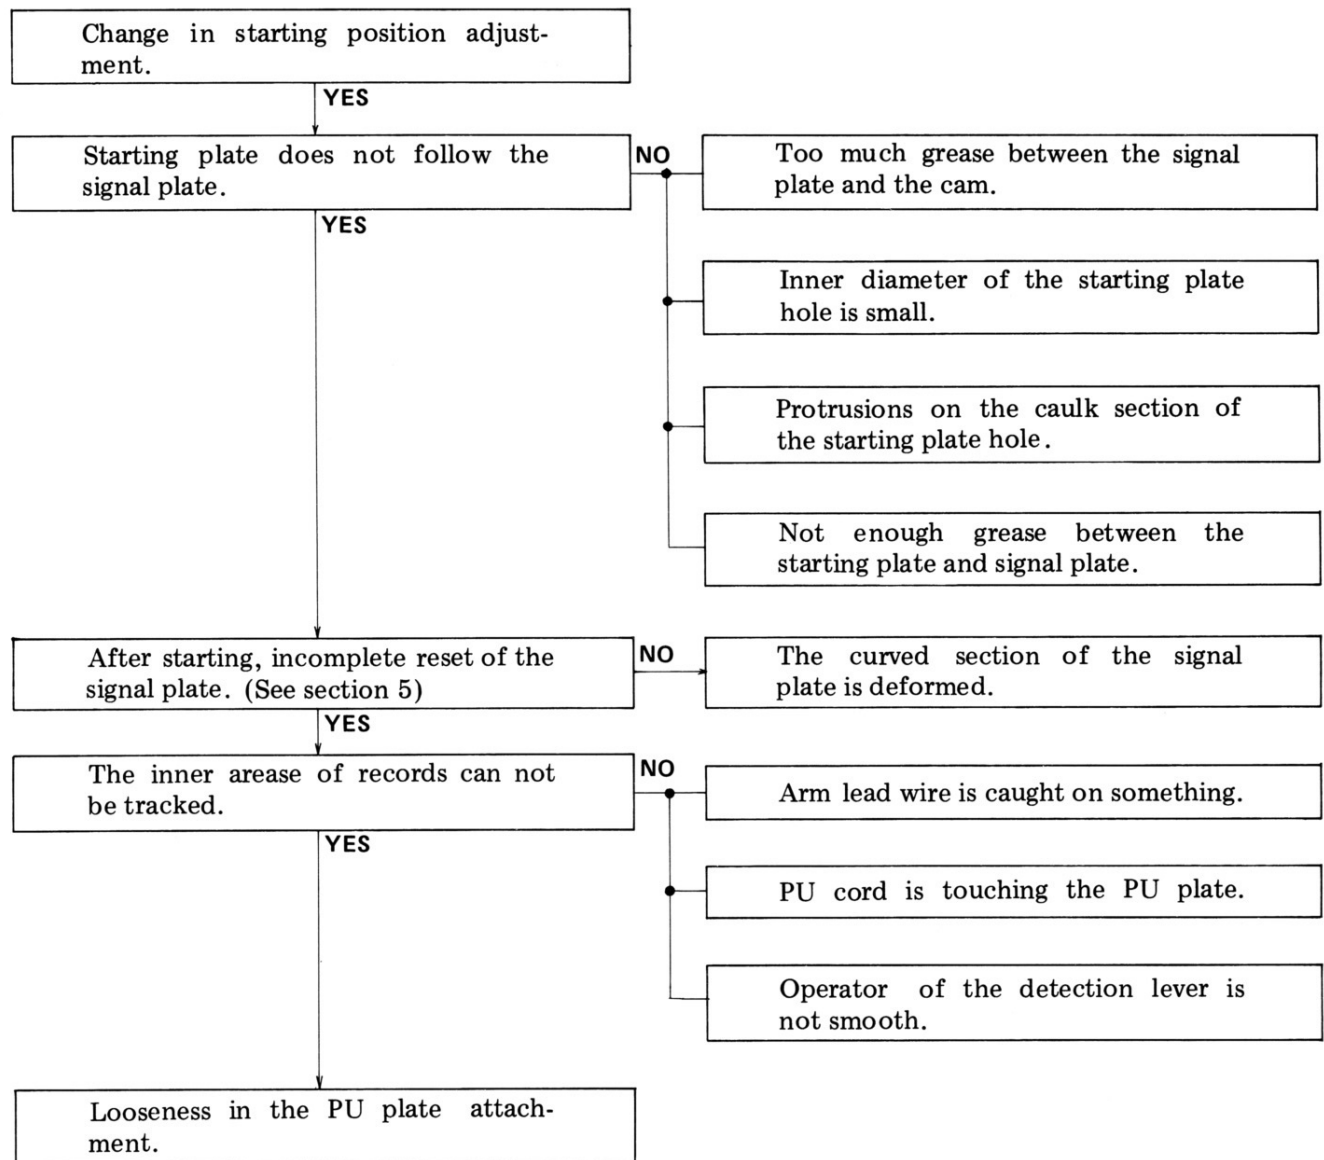 Change in starting position adjust-
ment.
YES
Starting plate does not follow the
signal plate.
NO
Too much grease between the signal
plate and the cam.
YES
Inner diameter of the starting plate
hole is small.
Protrusions on the caulk section of
the starting plate hole.
Not enough grease between the
starting plate and signal plate.
After starting, incomplete reset of the
signal plate. (See section 5)
NO
The curved section of the signal
plate is deformed.
YES
The inner arease of records can not
be tracked.
NO
Arm lead wire is caught on something.
YES
PU cord is touching the PU plate.
Operator of the detection lever is
not smooth.
Looseness in the PU plate attach-
ment.